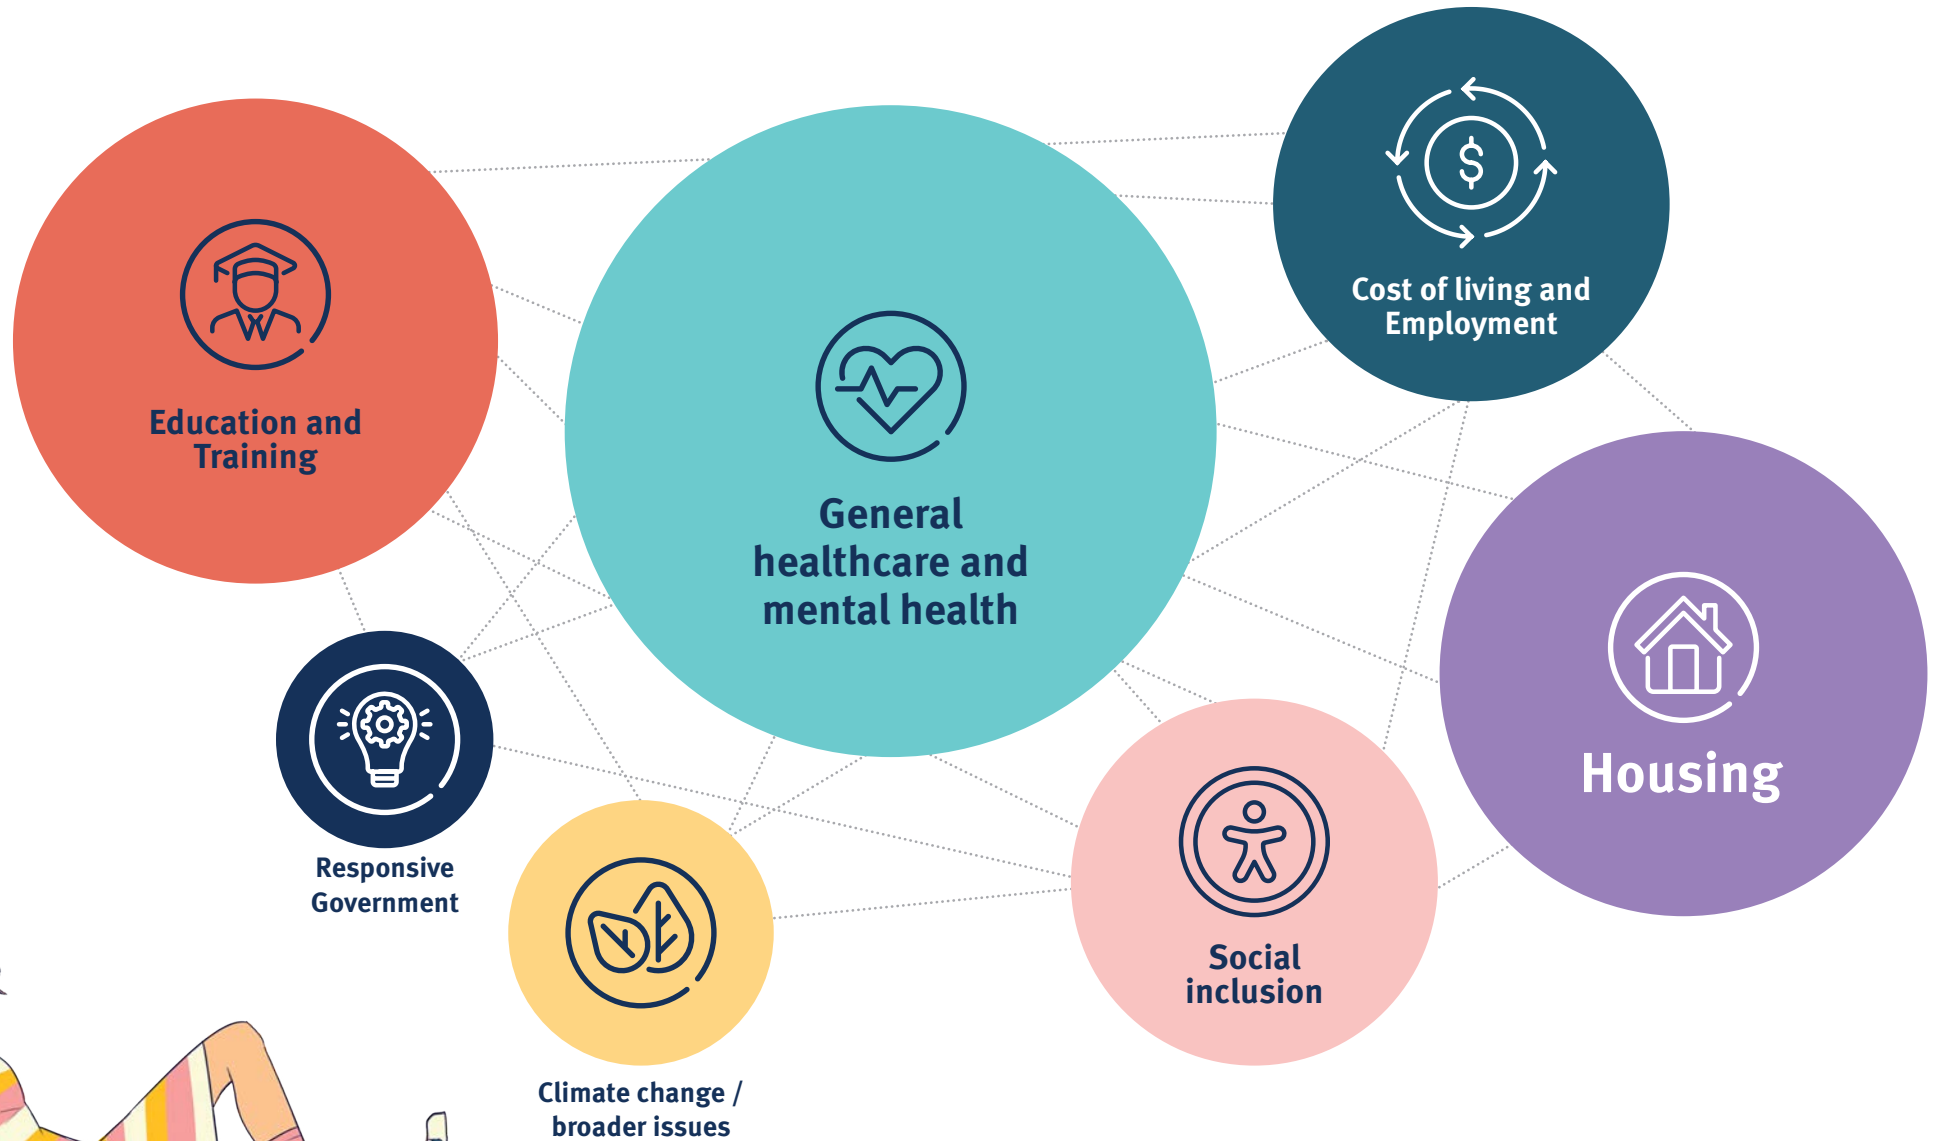 Education and
Training
General
healthcare and
mental health
$
Cost of living and
Employment
Housing
Responsive
Government
Climate change /
broader issues
Social
inclusion